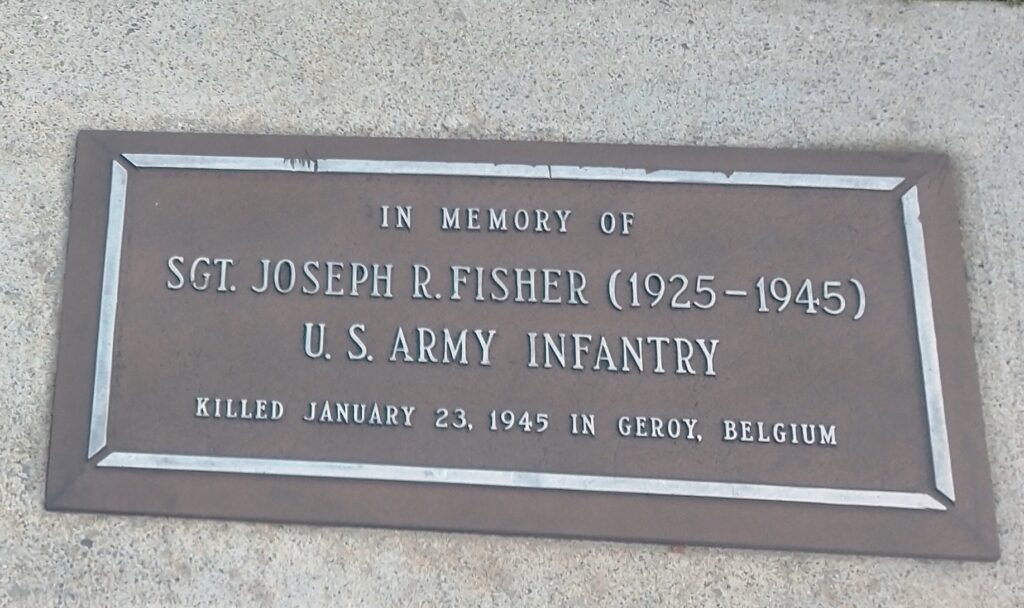 IN MEMORY OF
SGT. JOSEPH R. FISHER (1925-1945)
U. S. ARMY INFANTRY
KILLED JANUARY 23, 1945 IN GEROY, BELGIUM